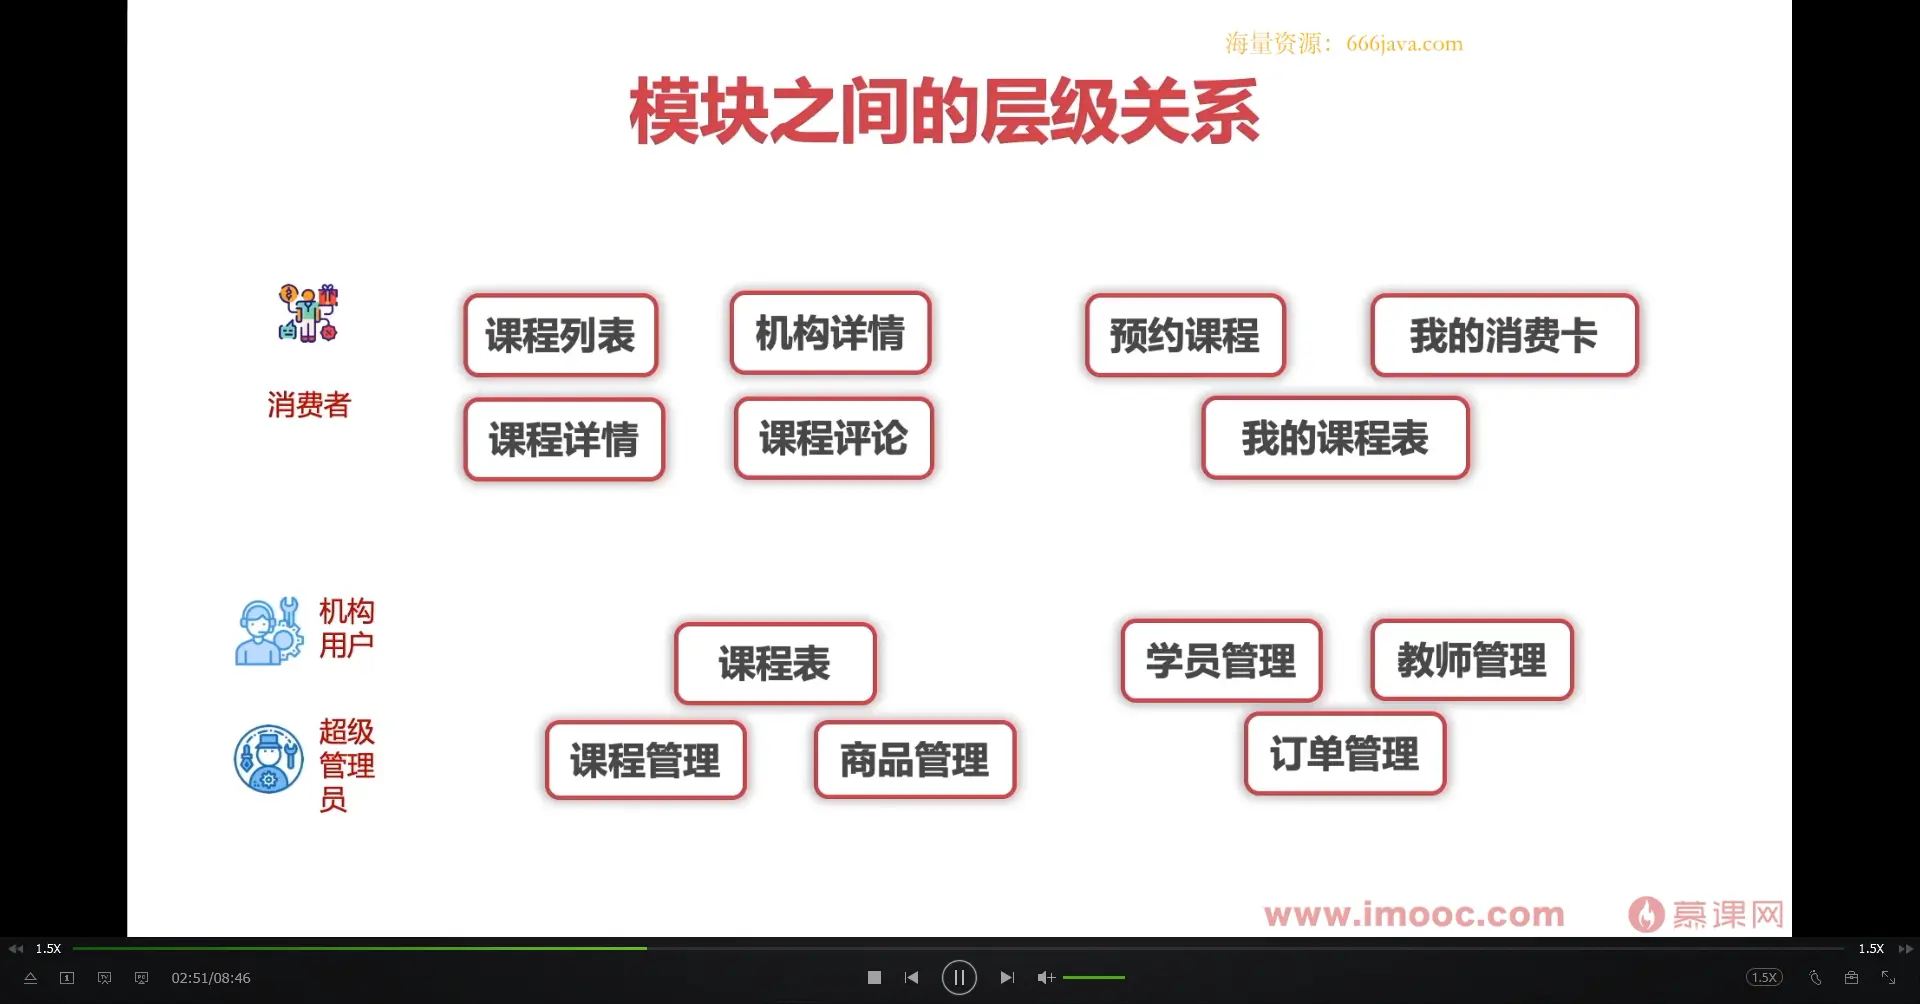 海量资源：666java.com
模块之间的层级关系
课程列表
机构详情
预约课程
我的消费卡
消费者
课程详情
课程评论
我的课程表
机构
用户
课程表
学员管理
教师管理
超级
管理
员
课程管理
商品管理
订单管理
www.imooc.com
慕课网
1.5X
1.5X
02:51/08:46
1.5X